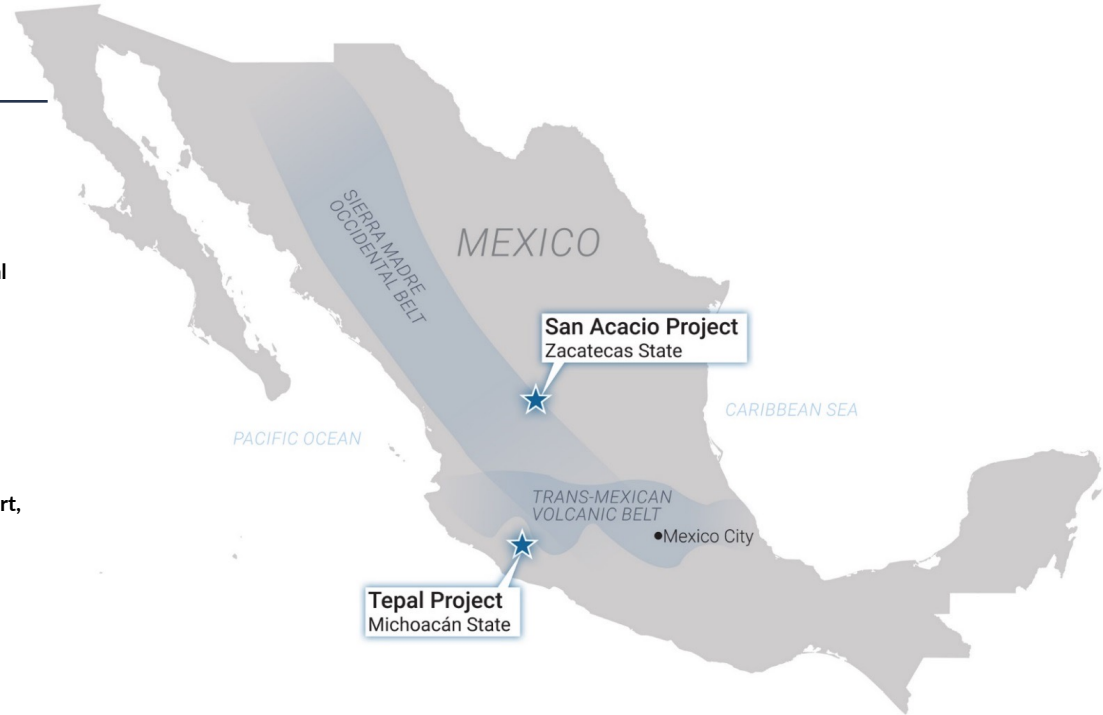 SIERRA MADRE
OCCIDENTAL BELT
MEXICO
l
San Acacio Project
Zacatecas State
CARIBBEAN SEA
PACIFIC OCEAN
rt,
TRANS-MEXICAN
VOLCANIC BELT
Mexico City
Tepal Project
Michoacán State